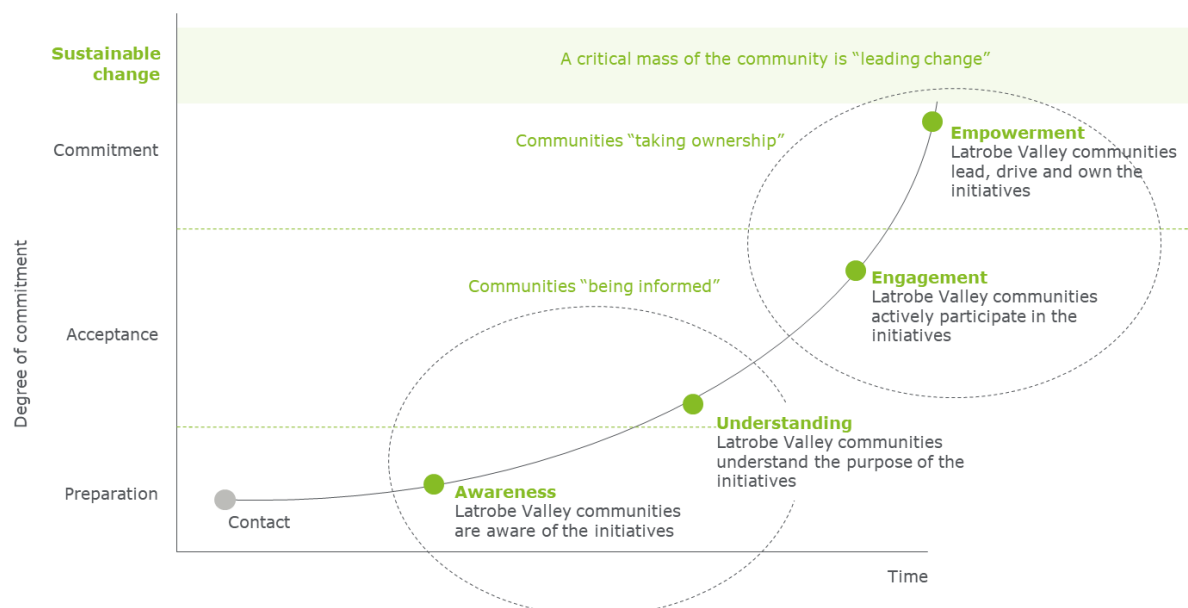 Sustainable
change
A critical mass of the community is “leading change”
Commitment
Communities “taking ownership”
Empowerment
Latrobe Valley communities
lead, drive and own the
initiatives
Degree of commitment
Communities “being informed”
Engagement
Latrobe Valley communities
actively participate in the
initiatives
Acceptance
Understanding
Latrobe Valley communities
understand the purpose of the
initiatives
Preparation
Awareness
Latrobe Valley communities
are aware of the initiatives
Contact
Time